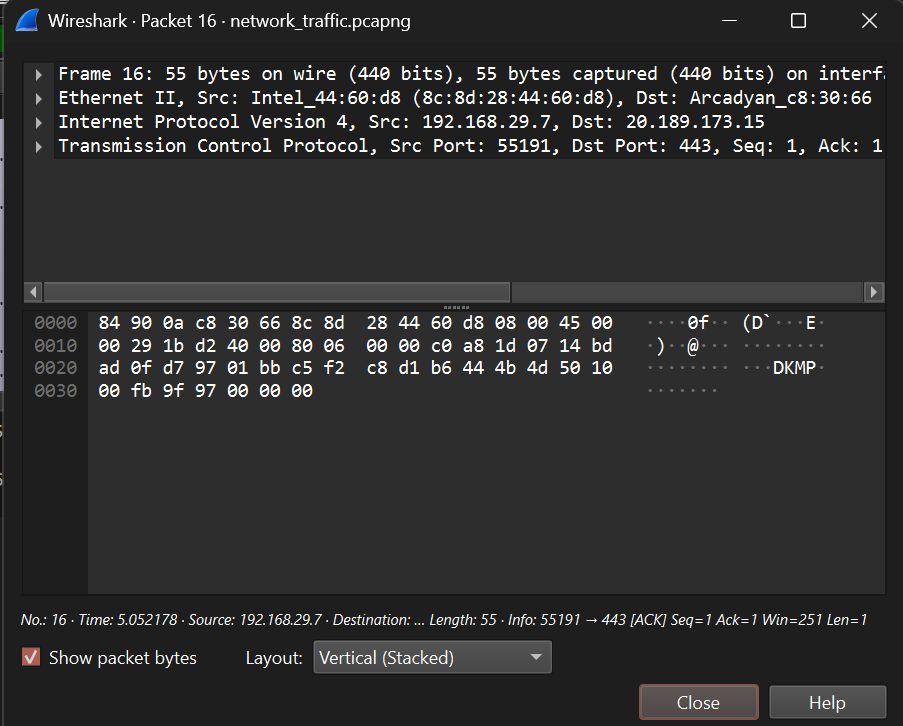 Wireshark · Packet 16 · network_traffic.pcapng
Frame 16: 55 bytes on wire (440 bits), 55 bytes captured (440 bits) on interfa
Ethernet II, Src: Intel_44:60:d8 (8c:8d:28:44:60:d8), Dst: Arcadyan_c8:30:66
Internet Protocol Version 4, Src: 192.168.29.7, Dst: 20.189.173.15
Transmission Control Protocol, Src Port: 55191, Dst Port: 443, Seq: 1, Ack: 1
0000 84 90 0a c8 30 66 8c 8d 28 44 60 d8 08 00 45 00 ····0f·· (D`···E·
0010 00 29 1b d2 40 00 80 06 00 00 c0 a8 1d 07 14 bd ·)··@··· ········
0020 ad 0f d7 97 01 bb c5 f2 c8 d1 b6 44 4b 4d 50 10 ········ ···DKMP·
0030 00 fb 9f 97 00 00 00 ·······
No.: 16 · Time: 5.052178 · Source: 192.168.29.7 · Destination: ... Length: 55 · Info: 55191 → 443 [ACK] Seq=1 Ack=1 Win=251 Len=1
Show packet bytes Layout: Vertical (Stacked)
Close Help